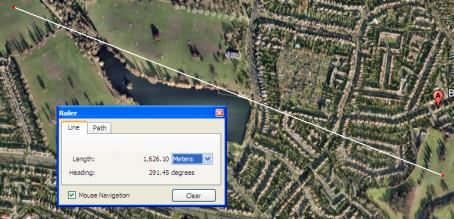 A B
Ruler
Line Path
Length: 1,626.10 Meters
Heading: 291.45 degrees
Mouse Navigation Clear